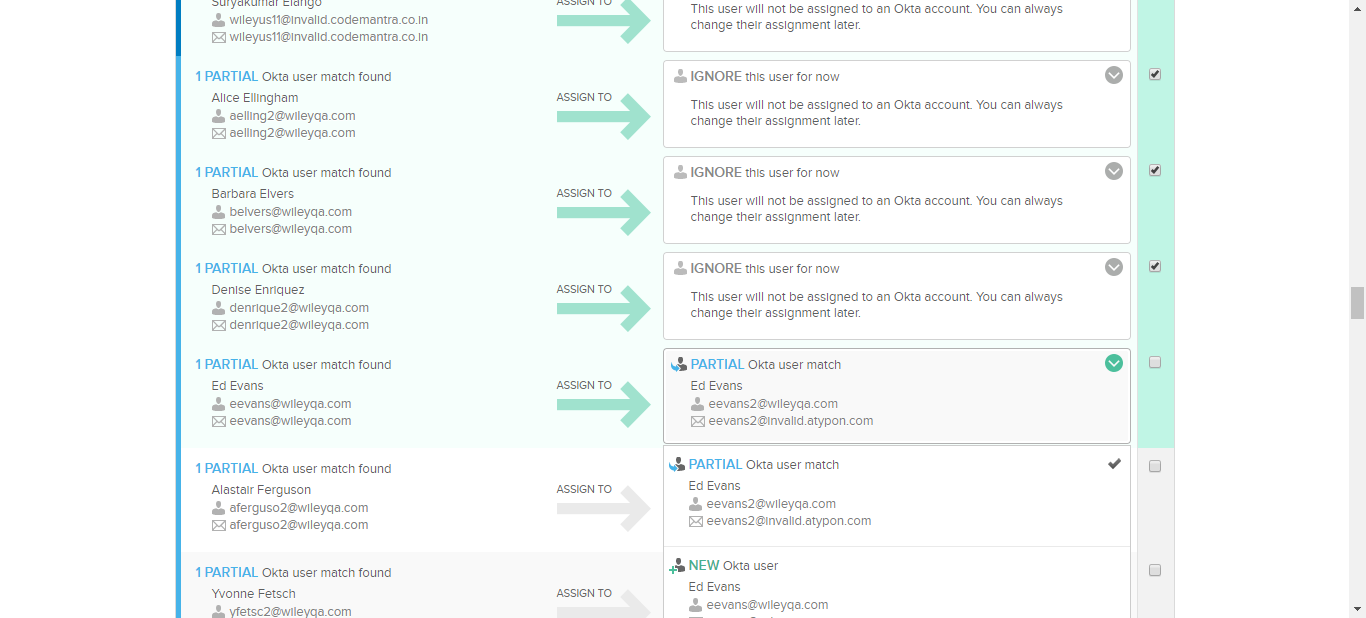 Suryakumar Elango
wileyus11@invalid.codemantra.co.in
wileyus11@invalid.codemantra.co.in
ASSIGN TO
This user will not be assigned to an Okta account. You can always
change their assignment later.
1 PARTIAL Okta user match found
Alice Ellingham
aelling2@wileyqa.com
aelling2@wileyqa.com
ASSIGN TO
IGNORE this user for now
This user will not be assigned to an Okta account. You can always
change their assignment later.
1 PARTIAL Okta user match found
Barbara Elvers
belvers@wileyqa.com
belvers@wileyqa.com
ASSIGN TO
IGNORE this user for now
This user will not be assigned to an Okta account. You can always
change their assignment later.
1 PARTIAL Okta user match found
Denise Enriquez
denrique2@wileyqa.com
denrique2@wileyqa.com
ASSIGN TO
IGNORE this user for now
This user will not be assigned to an Okta account. You can always
change their assignment later.
1 PARTIAL Okta user match found
Ed Evans
eevans@wileyqa.com
eevans@wileyqa.com
ASSIGN TO
PARTIAL Okta user match
Ed Evans
eevans2@wileyqa.com
eevans2@invalid.atypon.com
1 PARTIAL Okta user match found
Alastair Ferguson
aferguso2@wileyqa.com
aferguso2@wileyqa.com
ASSIGN TO
PARTIAL Okta user match
Ed Evans
eevans2@wileyqa.com
eevans2@invalid.atypon.com
1 PARTIAL Okta user match found
Yvonne Fetsch
yfetsc2@wileyqa.com
ASSIGN TO
NEW Okta user
Ed Evans
eevans@wileyqa.com